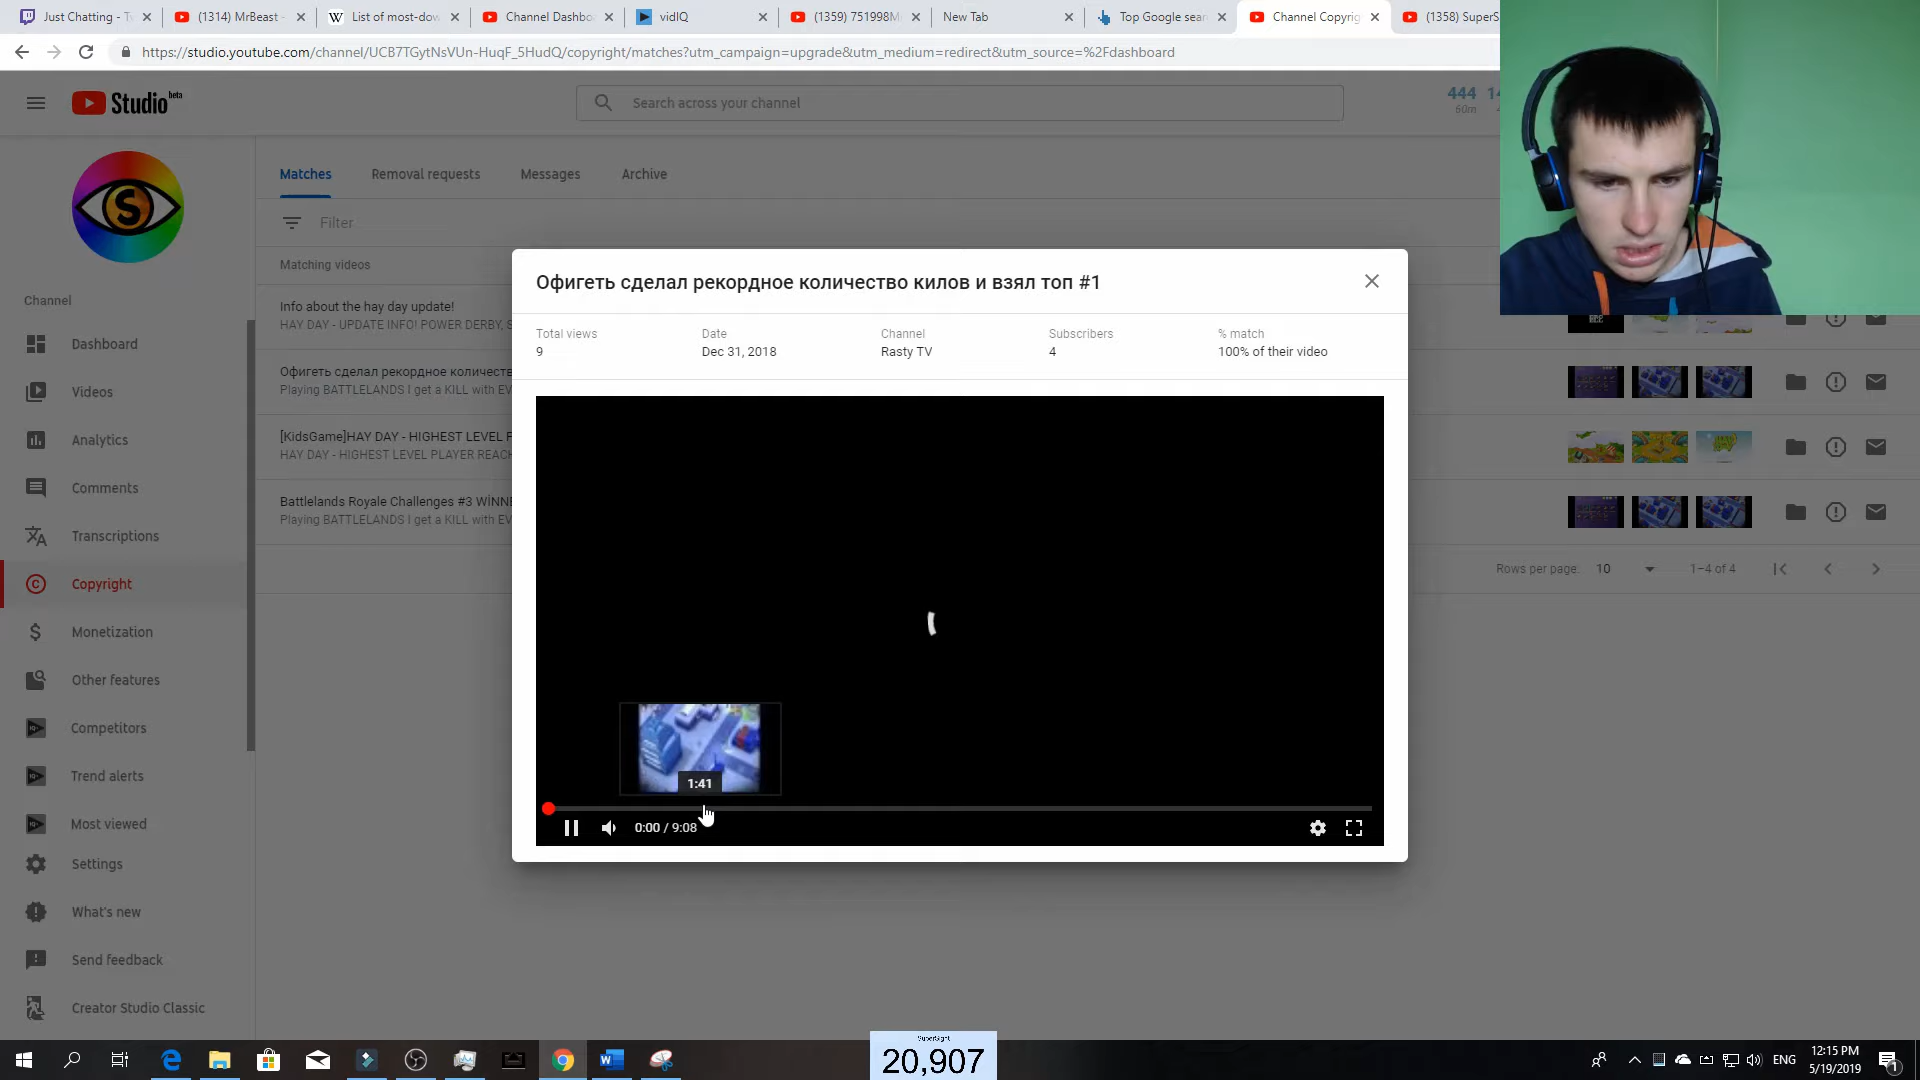 Just Chatting - T
(1314) MrBeast -
List of most-dow
Channel Dashbo
vidIQ
(1359) 751998M
New Tab
Top Google sear
Channel Copyrig
(1358) SuperS
https://studio.youtube.com/channel/UCB7TGytNsVUn-HuqF_5HudQ/copyright/matches?utm_campaign=upgrade&utm_medium=redirect&utm_source=%2Fdashboard
Studio beta
Search across your channel
444
60m
Matches
Removal requests
Messages
Archive
Filter
Matching videos
Channel
Dashboard
Videos
Analytics
Comments
Transcriptions
Copyright
Monetization
Other features
Competitors
Trend alerts
Most viewed
Settings
What's new
Send feedback
Creator Studio Classic
Info about the hay day update!
HAY DAY - UPDATE INFO! POWER DERBY, S
Офигеть сделал рекордное количеств
Playing BATTLELANDS I get a KILL with EV
[KidsGame]HAY DAY - HIGHEST LEVEL P
HAY DAY - HIGHEST LEVEL PLAYER REACH
Battlelands Royale Challenges #3 WİNNE
Playing BATTLELANDS I get a KILL with EV
Офигеть сделал рекордное количество килов и взял топ #1
Total views
9
Date
Dec 31, 2018
Channel
Rasty TV
Subscribers
4
% match
100% of their video
1:41
0:00 / 9:08
Rows per page: 10
1–4 of 4
SuperSight
20,907
ENG
12:15 PM
5/19/2019
1